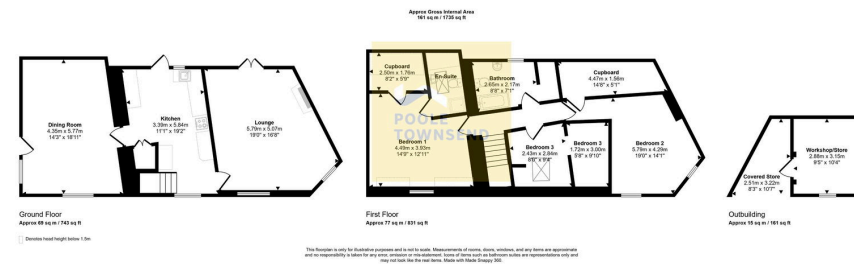 Approx Gross Internal Area
161 sq m / 1735 sq ft
Dining Room
4.35m x 5.77m
14'3" x 18'11"
Kitchen
3.39m x 5.84m
11'1" x 19'2"
Lounge
5.79m x 5.07m
19'0" x 16'8"
Ground Floor
Approx 69 sq m / 743 sq ft
Denotes head height below 1.5m
Cupboard
2.50m x 1.76m
8'2" x 5'9"
En-Suite
Bathroom
2.65m x 2.17m
8'8" x 7'1"
Cupboard
4.47m x 1.56m
14'8" x 5'1"
POOLE
TOWNSEND
Bedroom 1
4.49m x 3.93m
14'9" x 12'11"
Bedroom 3
2.43m x 2.84m
8'0" x 9'4"
Bedroom 3
1.72m x 3.00m
5'8" x 9'10"
Bedroom 2
5.79m x 4.29m
19'0" x 14'1"
First Floor
Approx 77 sq m / 831 sq ft
Covered Store
2.51m x 3.22m
8'3" x 10'7"
Workshop/Store
2.88m x 3.15m
9'5" x 10'4"
Outbuilding
Approx 15 sq m / 161 sq ft
This floorplan is only for illustrative purposes and is not to scale. Measurements of rooms, doors, windows, and any items are approximate
and no responsibility is taken for any error, omission or mis-statement. Icons of items such as bathroom suites are representations only and
may not look like the real items. Made with Made Snappy 360.